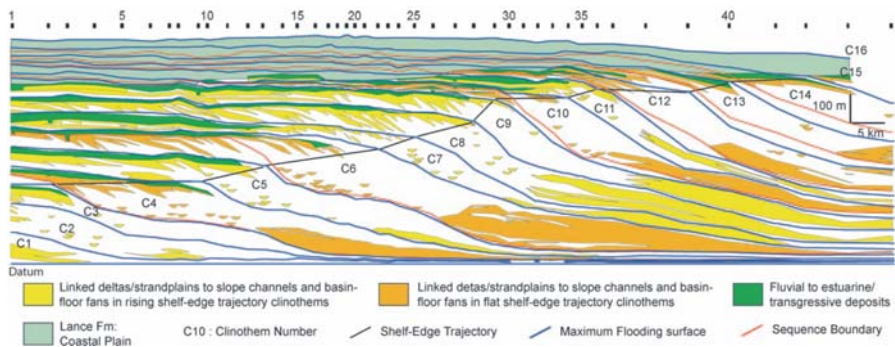 1 5 10 15 20 25 30 35 40
C16
C15
C14
C13
C12
C11
C10
C9
C8
C7
C6
C5
C4
C3
C2
C1
100 m
5 km
Datum
Linked deltas/strandplains to slope channels and basin-
floor fans in rising shelf-edge trajectory clinothems
Linked detas/strandplains to slope channels and basin-
floor fans in flat shelf-edge trajectory clinothems
Fluvial to estuarine/
transgressive deposits
Lance Fm:
Coastal Plain
C10 : Clinothem Number
Shelf-Edge Trajectory
Maximum Flooding surface
Sequence Boundary